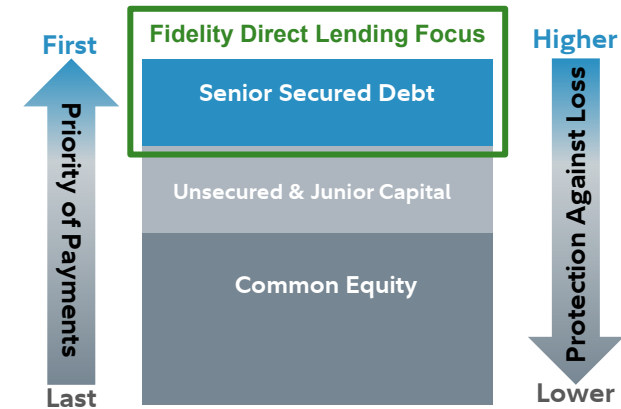 Fidelity Direct Lending Focus
First
Higher
Senior Secured Debt
Priority of Payments
Protection Against Loss
Unsecured & Junior Capital
Common Equity
Last
Lower